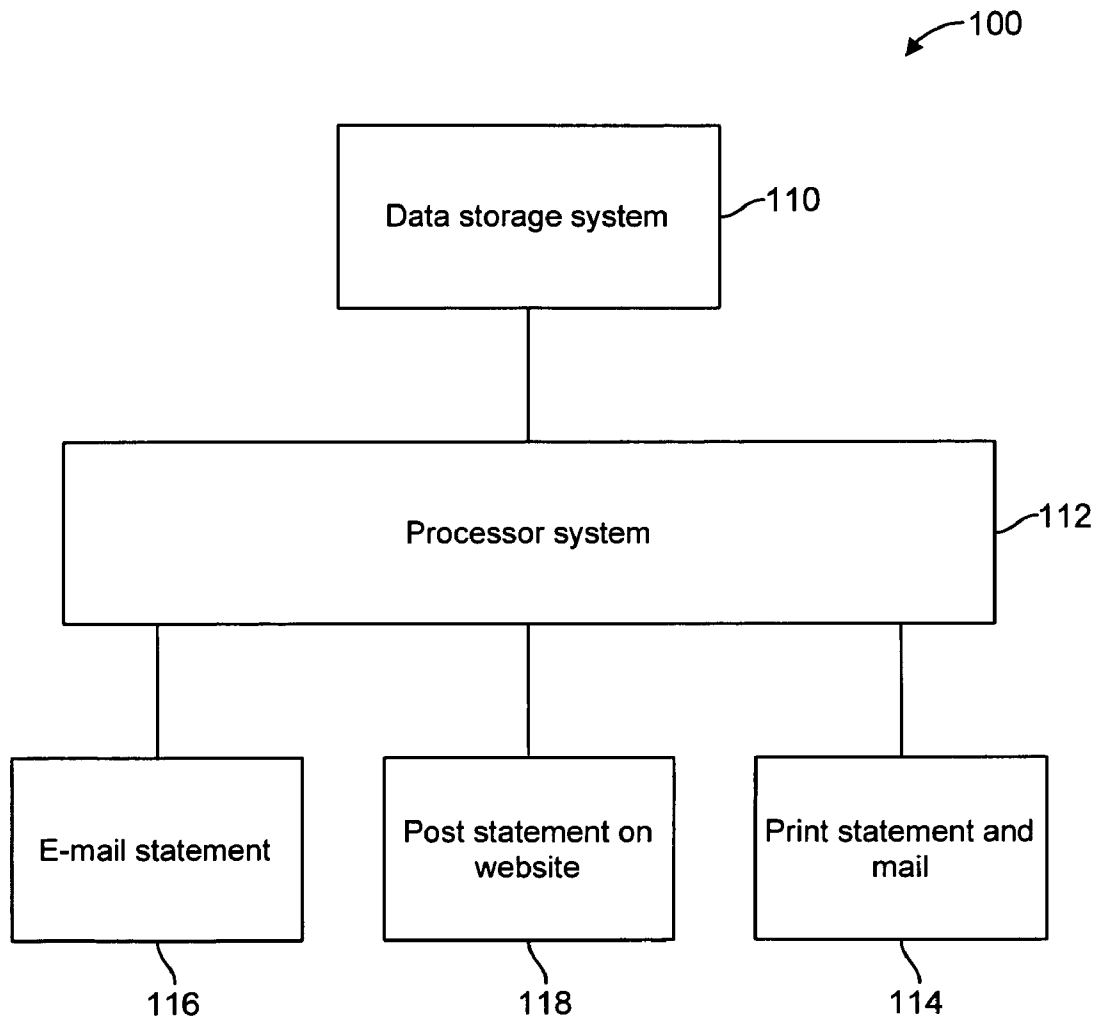 100
Data storage system
110
Processor system
112
E-mail statement
Post statement on
website
Print statement and
mail
116
118
114